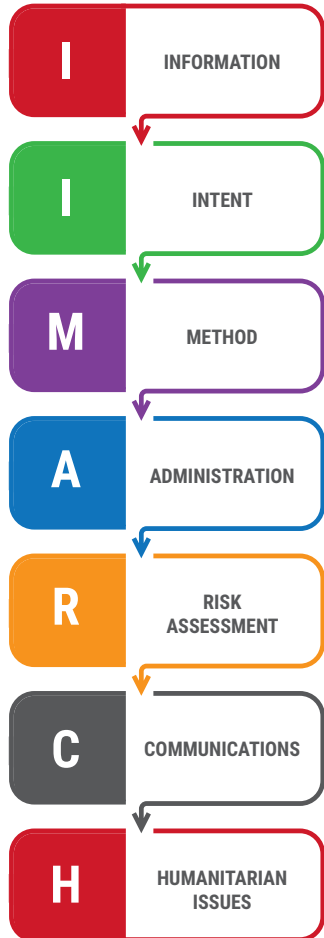 I
INFORMATION
I
INTENT
M
METHOD
A
ADMINISTRATION
R
RISK
ASSESSMENT
C
COMMUNICATIONS
H
HUMANITARIAN
ISSUES